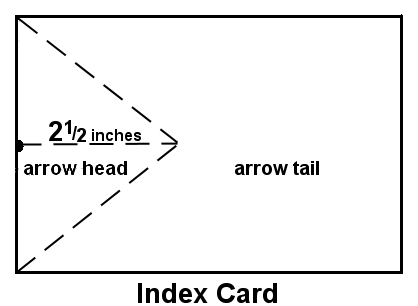 2 1/2 inches
arrow head
arrow tail
Index Card